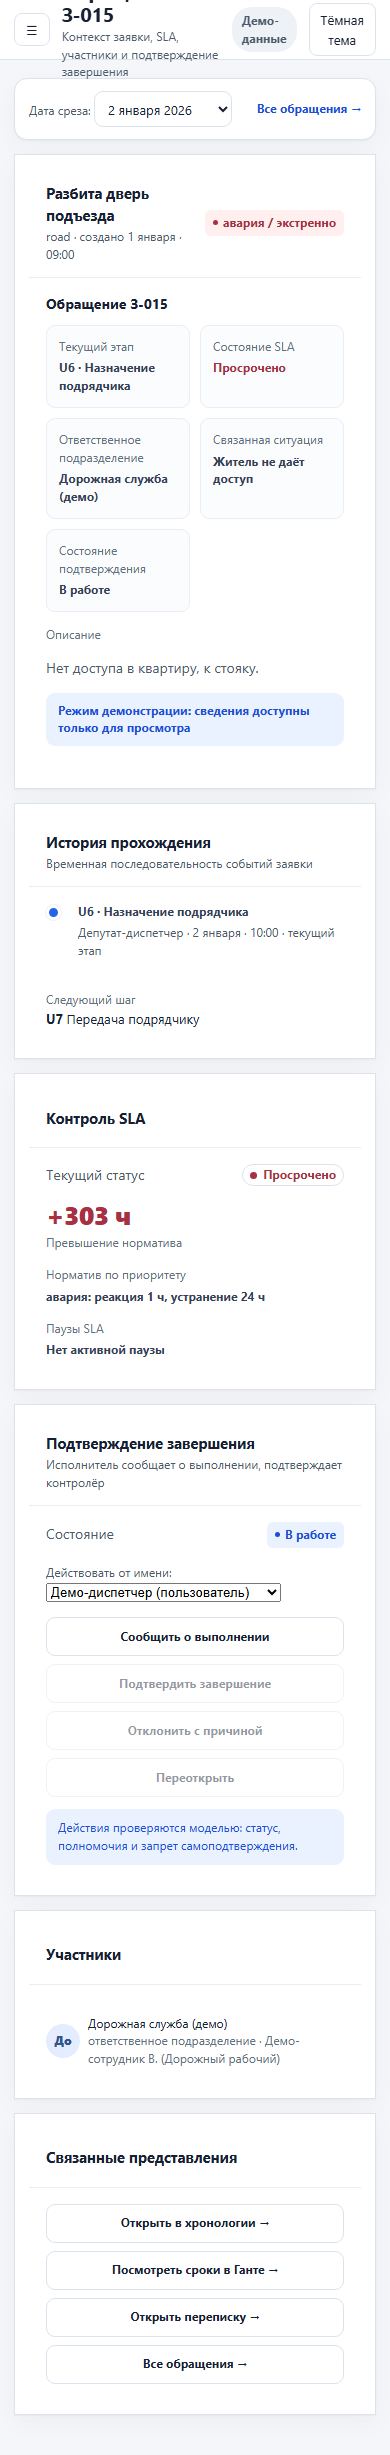 ☰
З-015
Контекст заявки, SLA,
участники и подтверждение
завершения
Демо-
данные
Тёмная
тема
Дата среза:
2 января 2026
Все обращения →
Разбита дверь
подъезда
road · создано 1 января ·
09:00
авария / экстренно
Обращение З-015
Текущий этап
U6 · Назначение
подрядчика
Состояние SLA
Просрочено
Ответственное
подразделение
Дорожная служба
(демо)
Связанная ситуация
Житель не даёт
доступ
Состояние
подтверждения
В работе
Описание
Нет доступа в квартиру, к стояку.
Режим демонстрации: сведения доступны
только для просмотра
История прохождения
Временная последовательность событий заявки
U6 · Назначение подрядчика
Депутат-диспетчер · 2 января · 10:00 · текущий
этап
Следующий шаг
U7 Передача подрядчику
Контроль SLA
Текущий статус
Просрочено
+303 ч
Превышение норматива
Норматив по приоритету
авария: реакция 1 ч, устранение 24 ч
Паузы SLA
Нет активной паузы
Подтверждение завершения
Исполнитель сообщает о выполнении, подтверждает
контролёр
Состояние
В работе
Действовать от имени:
Демо-диспетчер (пользователь)
Сообщить о выполнении
Подтвердить завершение
Отклонить с причиной
Переоткрыть
Действия проверяются моделью: статус,
полномочия и запрет самоподтверждения.
Участники
До
Дорожная служба (демо)
ответственное подразделение · Демо-
сотрудник В. (Дорожный рабочий)
Связанные представления
Открыть в хронологии →
Посмотреть сроки в Ганте →
Открыть переписку →
Все обращения →